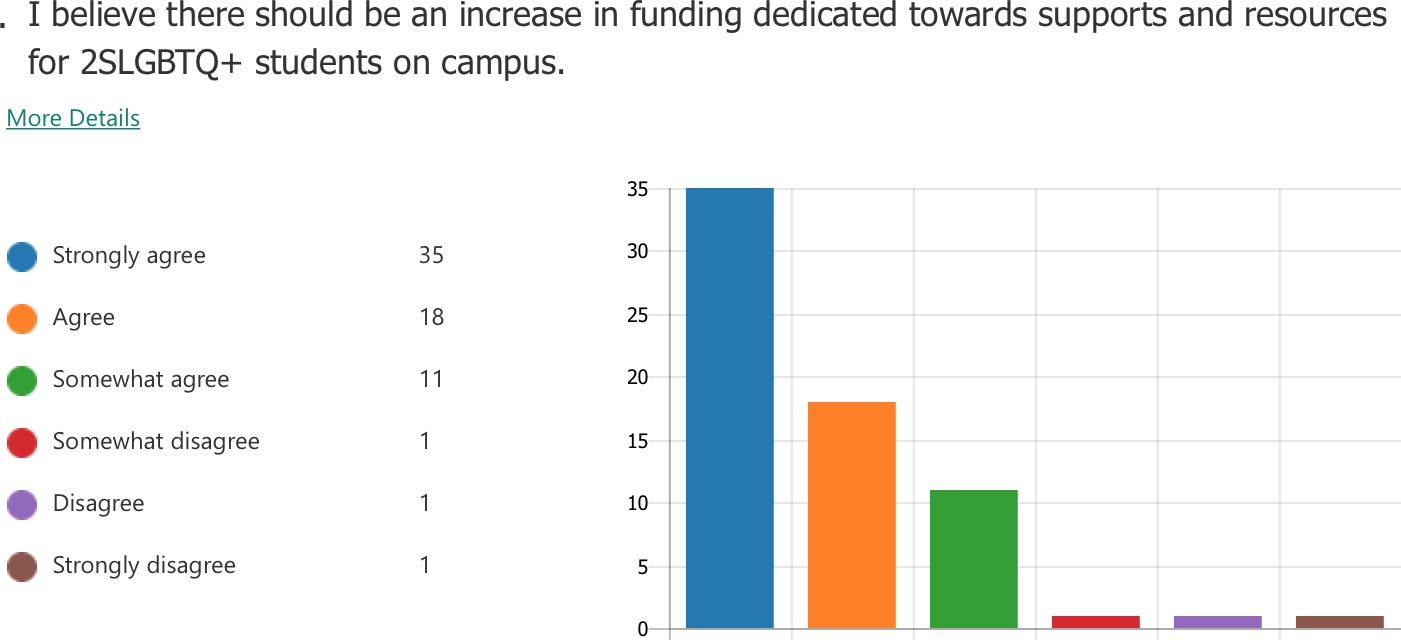 . I believe there should be an increase in funding dedicated towards supports and resources
for 2SLGBTQ+ students on campus.
More Details
Strongly agree 35
Agree 18
Somewhat agree 11
Somewhat disagree 1
Disagree 1
Strongly disagree 1
35
30
25
20
15
10
5
0